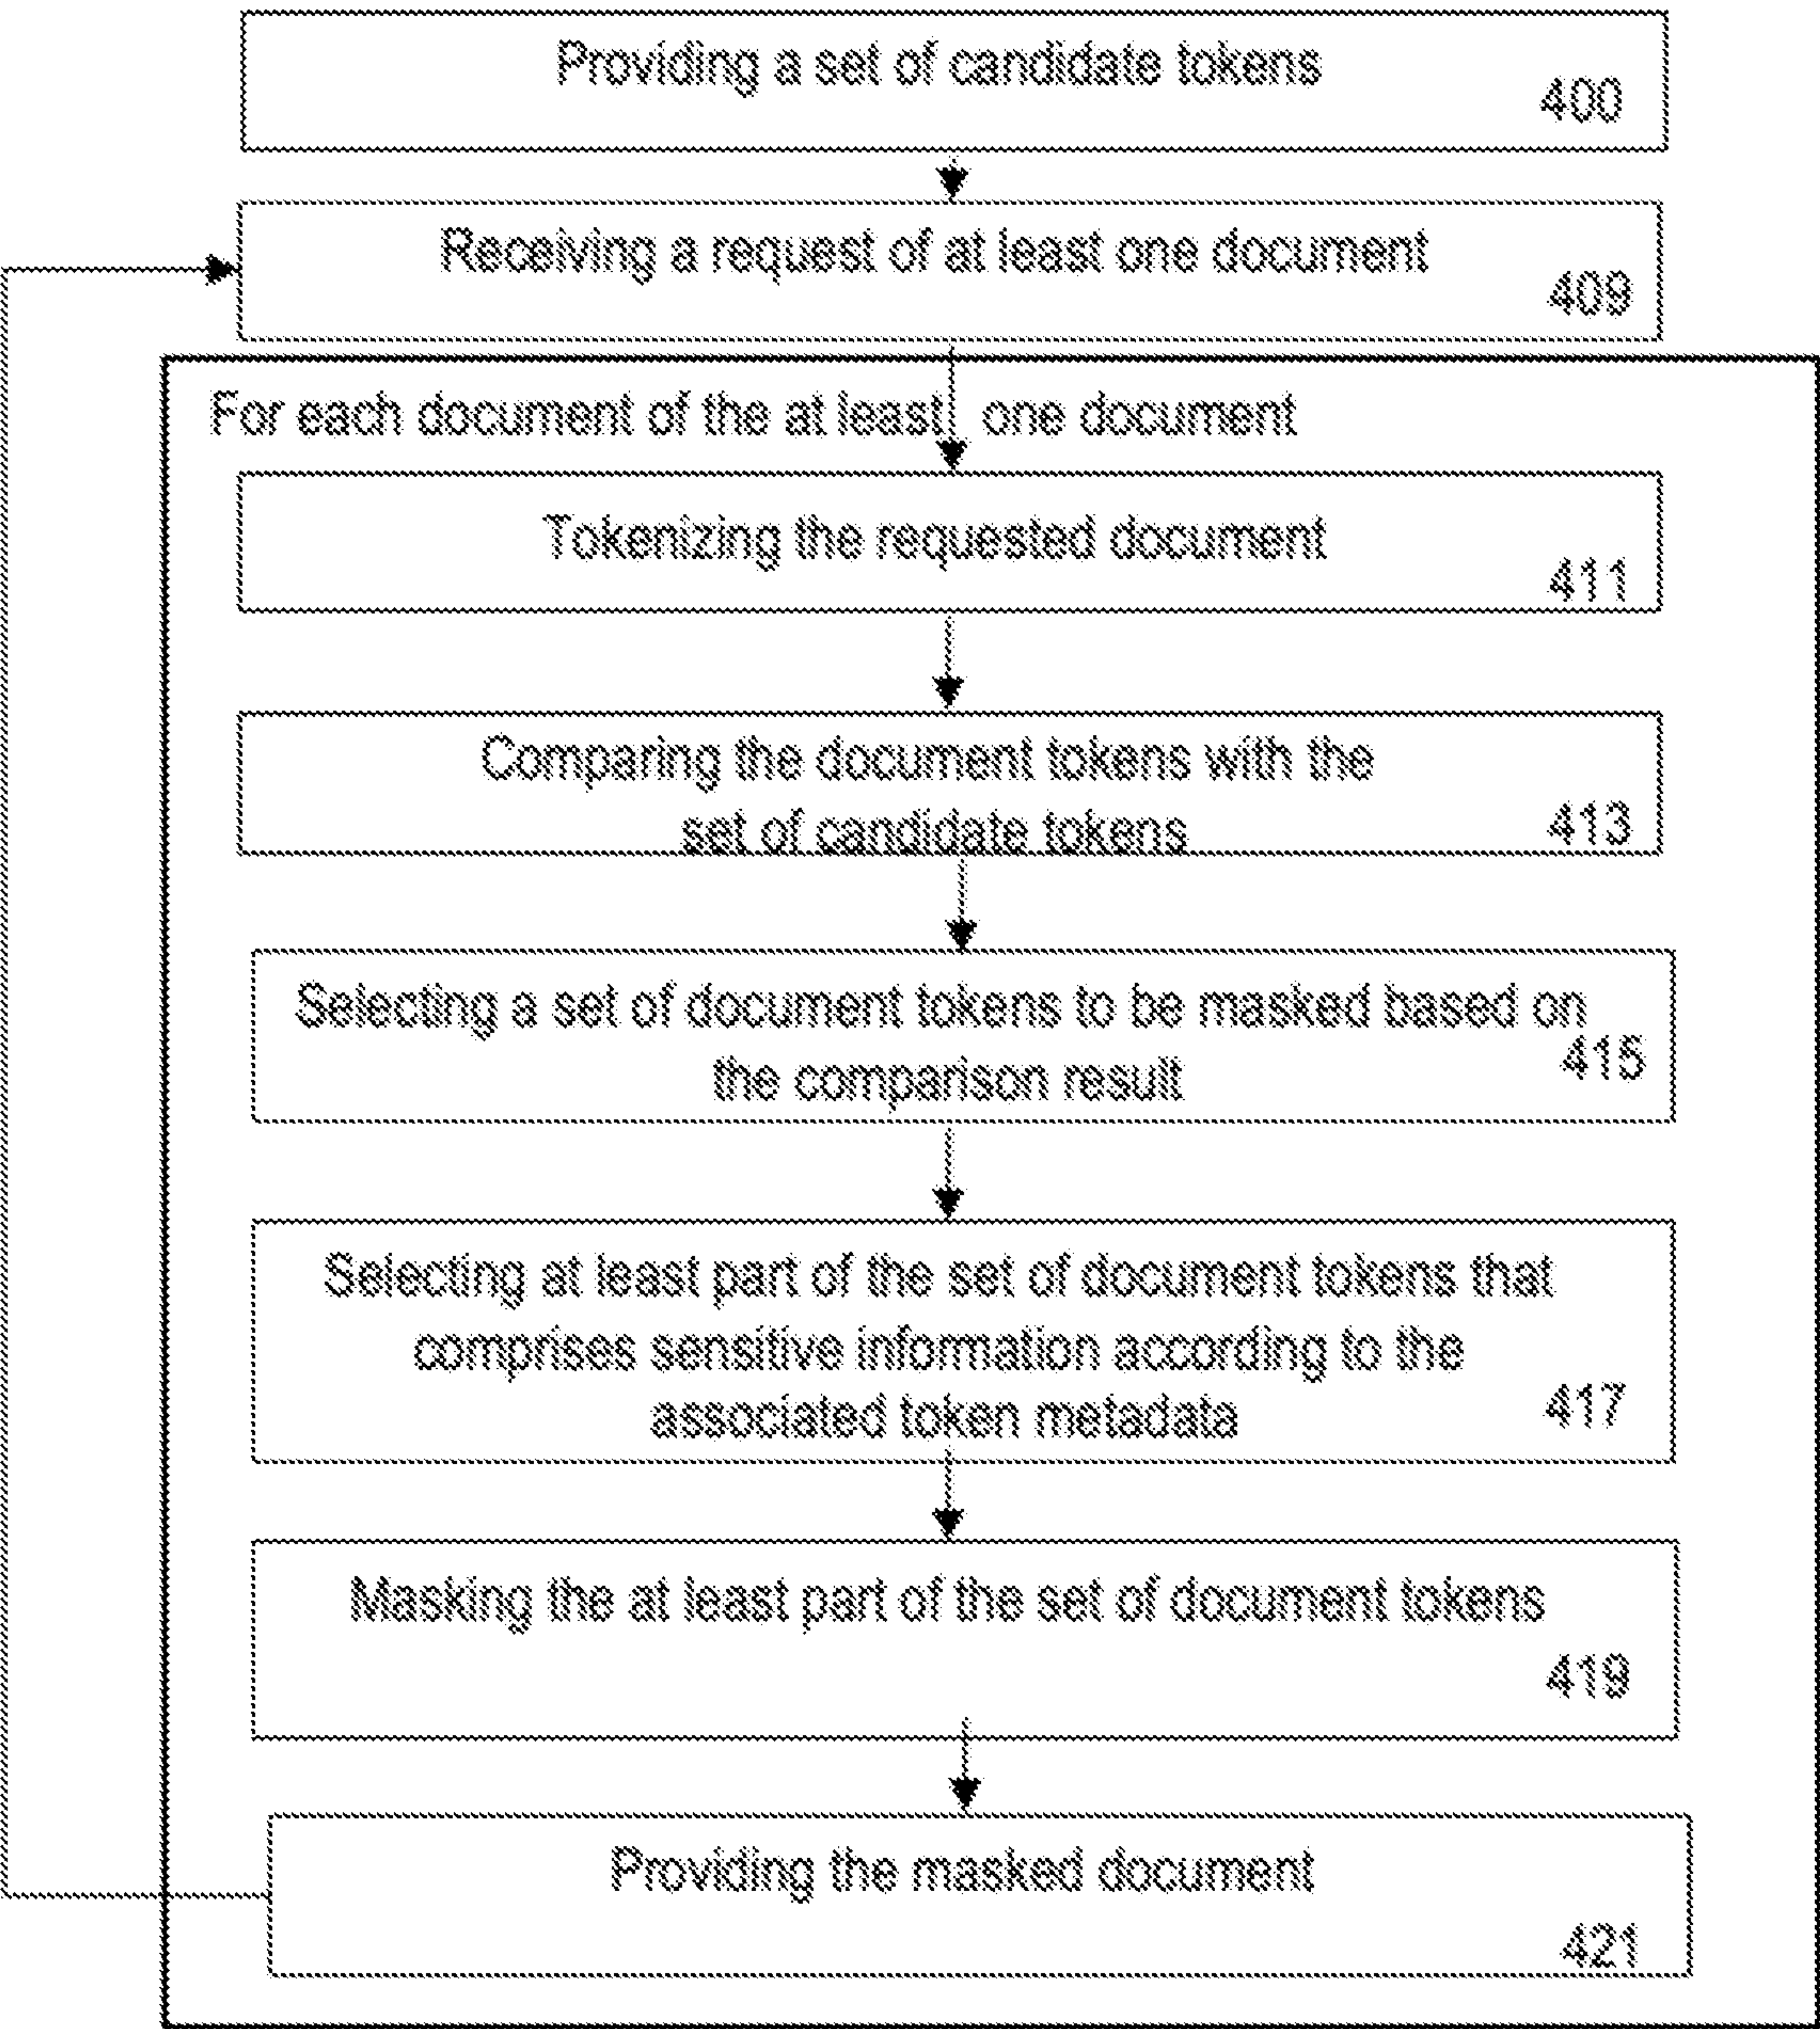 Providing a set of candidate tokens
400
Receiving a request of at least one document
409
For each document of the at least one document
Tokenizing the requested document
411
Comparing the document tokens with the
set of candidate tokens
413
Selecting a set of document tokens to be masked based on
the comparison result
415
Selecting at least part of the set of document tokens that
comprises sensitive information according to the
associated token metadata
417
Masking the at least part of the set of document tokens
419
Providing the masked document
421